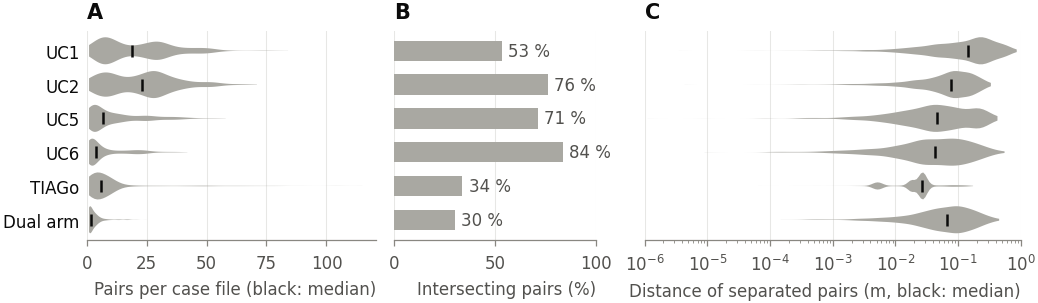 A B C
UC1 53 %
UC2 76 %
UC5 71 %
UC6 84 %
TIAGo 34 %
Dual arm 30 %
0 25 50 75 100 0 50 100 10⁻⁶ 10⁻⁵ 10⁻⁴ 10⁻³ 10⁻² 10⁻¹ 10⁰
Pairs per case file (black: median) Intersecting pairs (%) Distance of separated pairs (m, black: median)